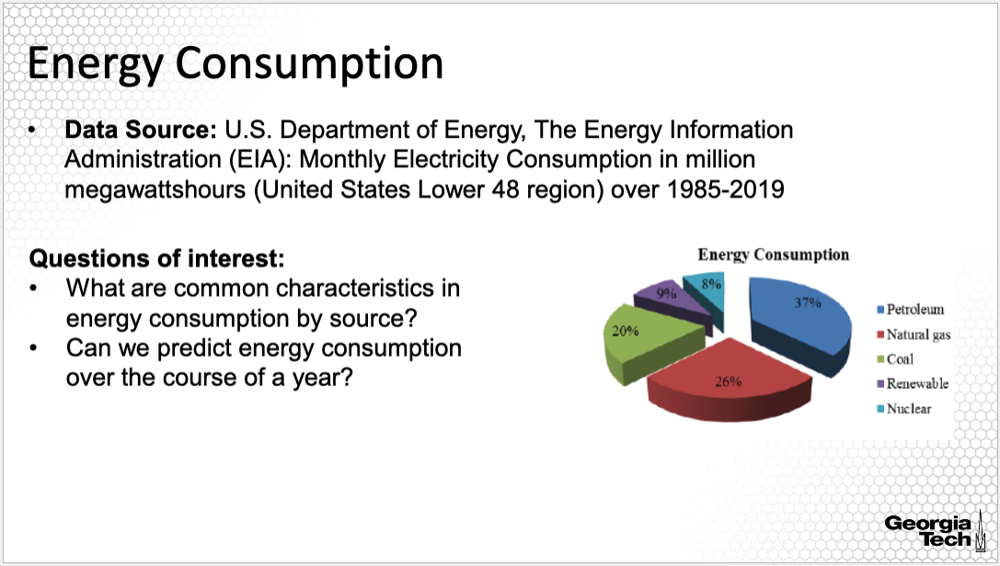 Energy Consumption
• Data Source: U.S. Department of Energy, The Energy Information
Administration (EIA): Monthly Electricity Consumption in million
megawattshours (United States Lower 48 region) over 1985-2019
Questions of interest:
• What are common characteristics in
energy consumption by source?
• Can we predict energy consumption
over the course of a year?
Energy Consumption
8%
9%
37%
20%
26%
Petroleum
Natural gas
Coal
Renewable
Nuclear
Georgia
Tech